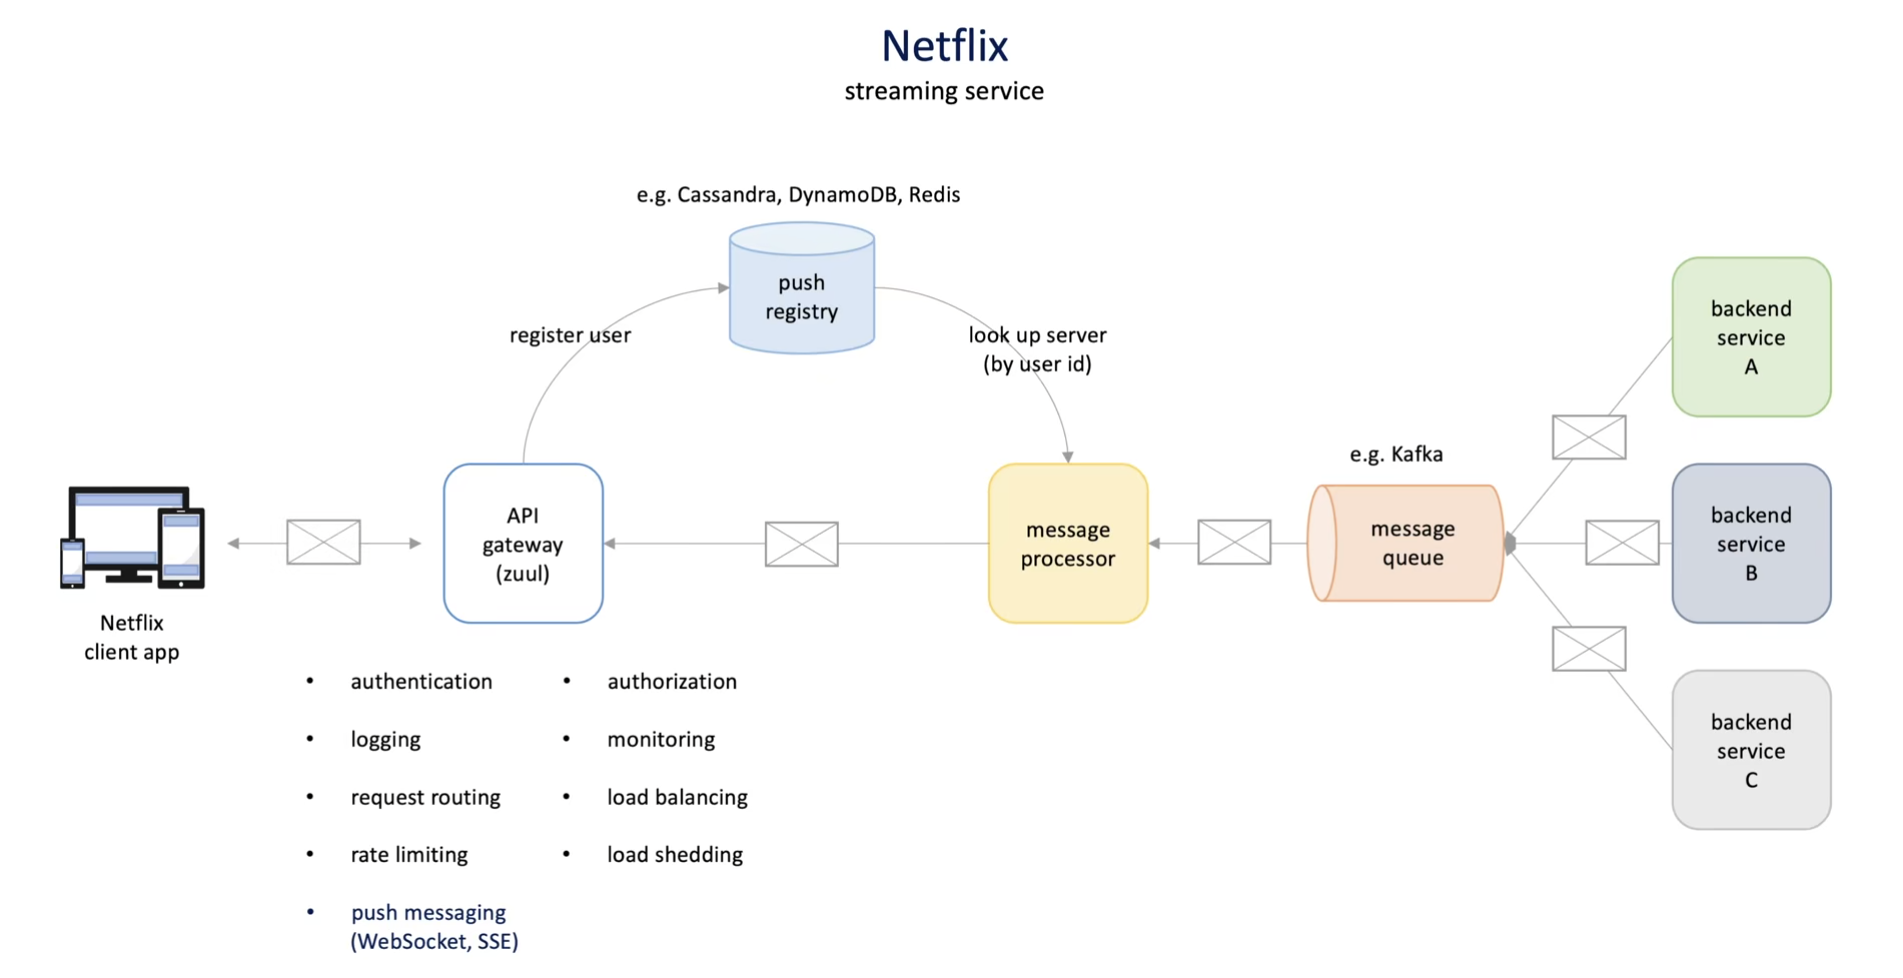 Netflix
streaming service
e.g. Cassandra, DynamoDB, Redis
push
registry
register user
look up server
(by user id)
backend
service
A
e.g. Kafka
API
gateway
(zuul)
message
processor
message
queue
backend
service
B
Netflix
client app
• authentication
• authorization
• logging
• monitoring
• request routing
• load balancing
• rate limiting
• load shedding
• push messaging
(WebSocket, SSE)
backend
service
C